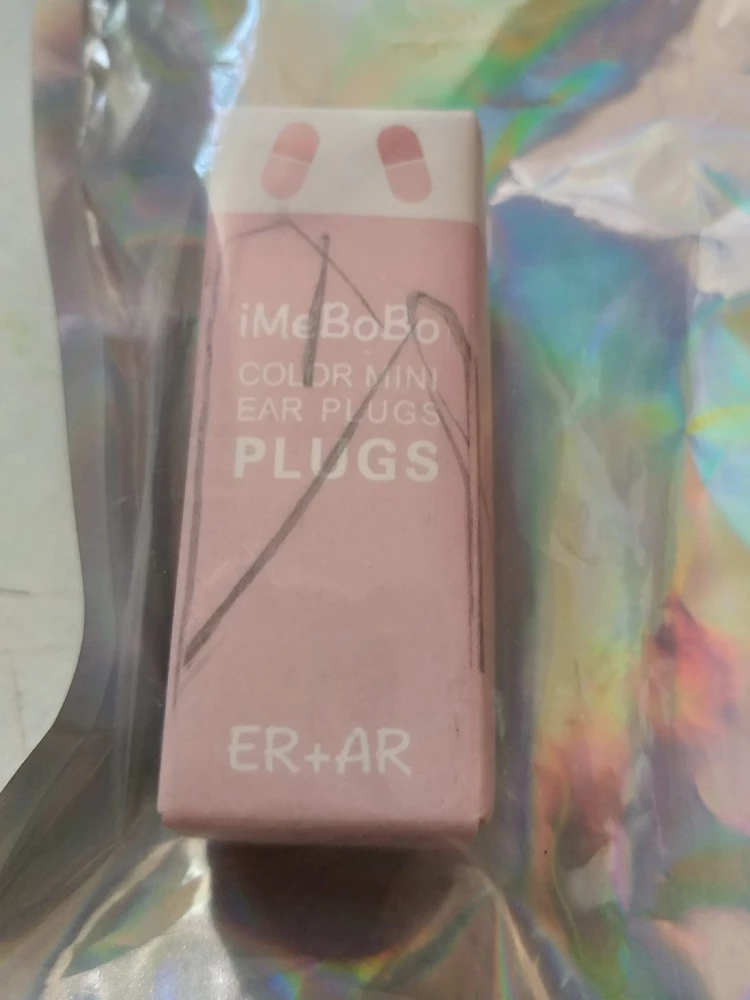 iMeBoBo
COLOR MINI
EAR PLUGS
PLUGS
ER+AR